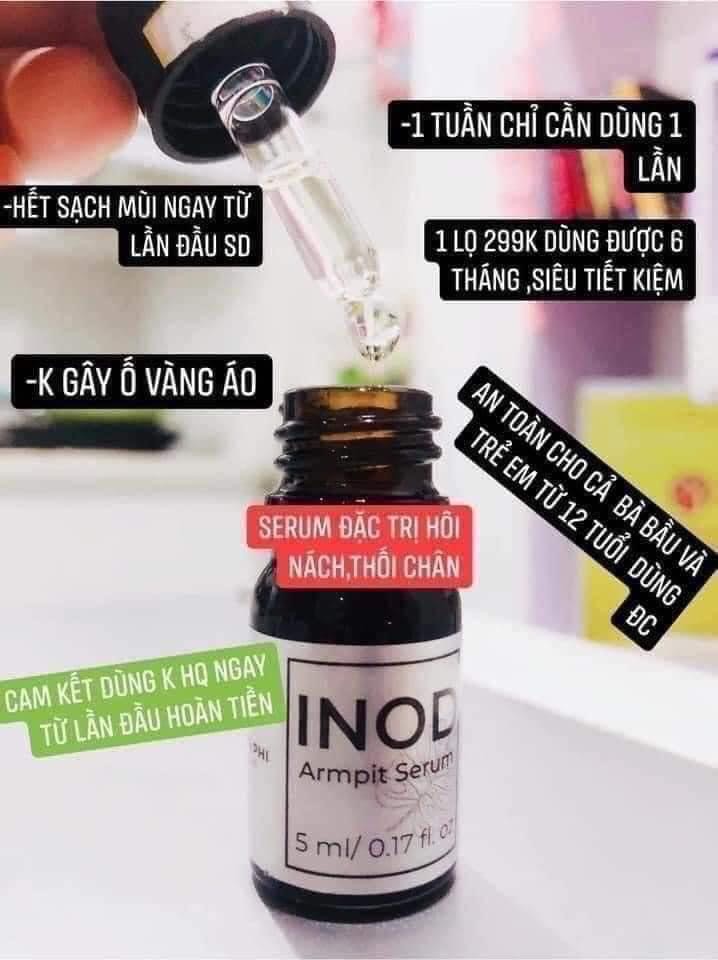 -1 TUẦN CHỈ CẦN DÙNG 1
LẦN
-HẾT SẠCH MÙI NGAY TỪ
LẦN ĐẦU SD
1 LỌ 299K DÙNG ĐƯỢC 6
THÁNG ,SIÊU TIẾT KIỆM
-K GÂY Ố VÀNG ÁO
AN TOÀN CHO CẢ BÀ BẦU VÀ
TRẺ EM TỪ 12 TUỔI DÙNG
ĐC
SERUM ĐẶC TRỊ HÔI
NÁCH,THỐI CHÂN
CAM KẾT DÙNG K HQ NGAY
TỪ LẦN ĐẦU HOÀN TIỀN
PHI
INOD
Armpit Serum
5 ml/ 0.17 fl. oz